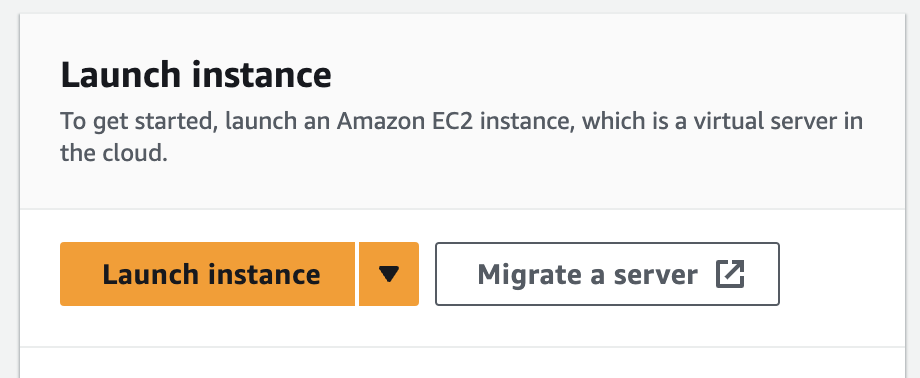 Launch instance
To get started, launch an Amazon EC2 instance, which is a virtual server in
the cloud.
Launch instance
Migrate a server